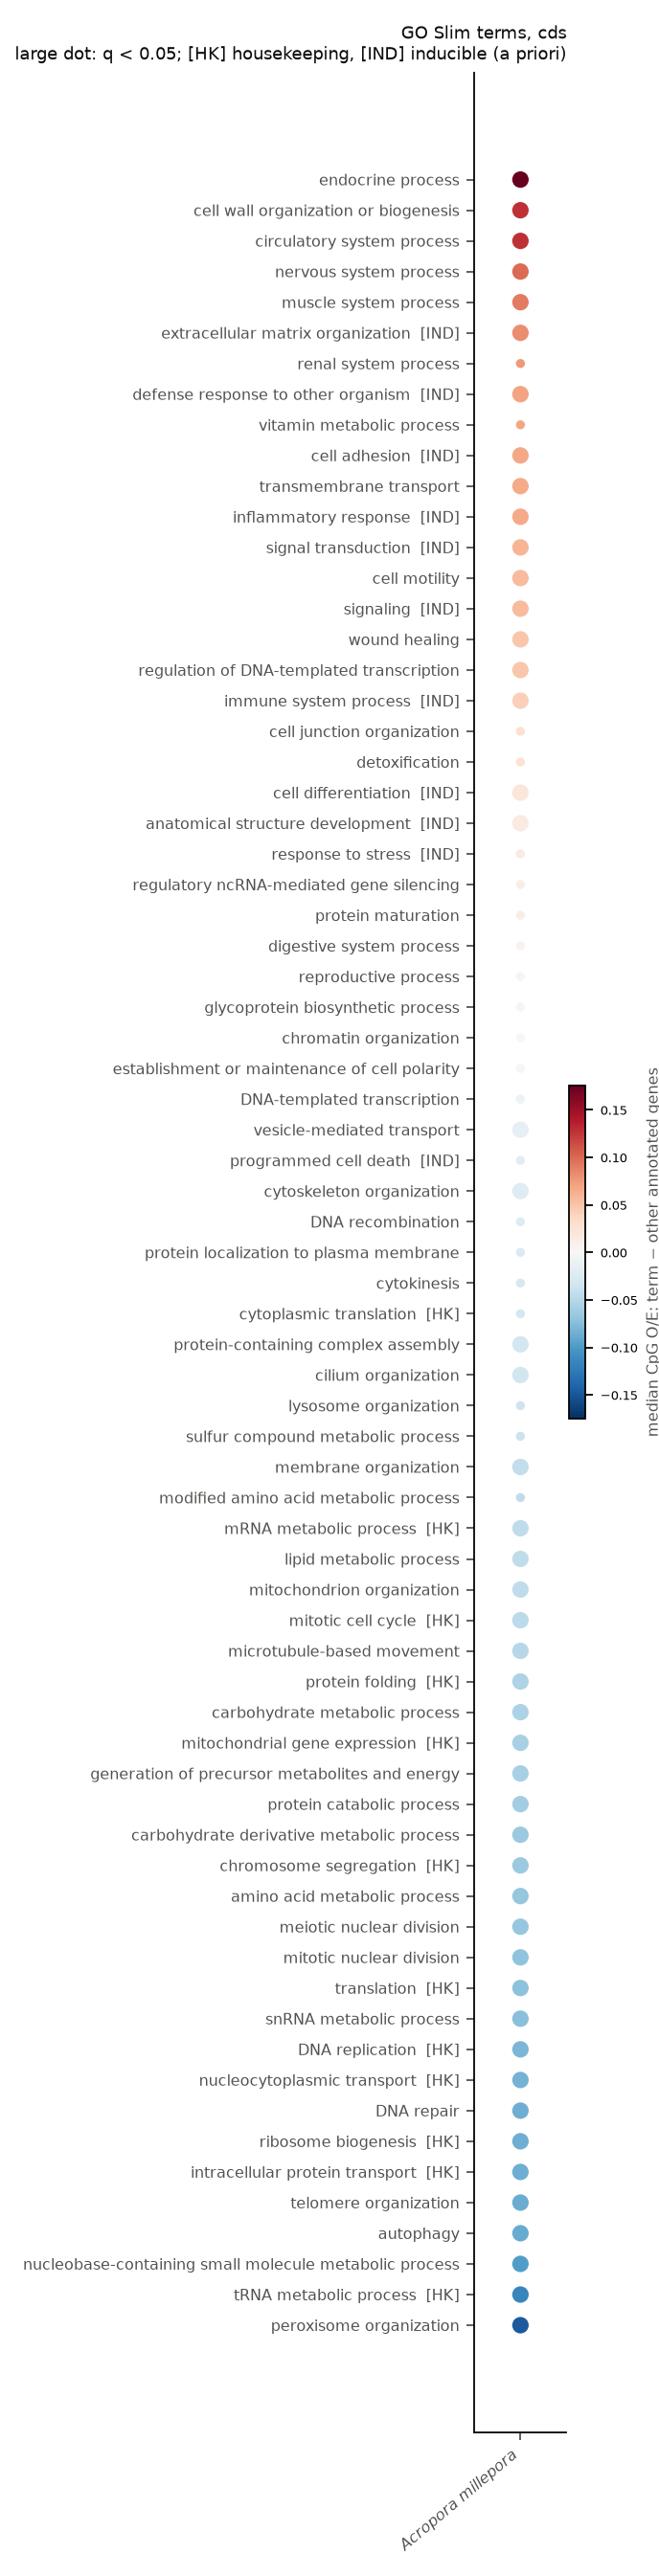 GO Slim terms, cds
large dot: q < 0.05; [HK] housekeeping, [IND] inducible (a priori)
endocrine process
cell wall organization or biogenesis
circulatory system process
nervous system process
muscle system process
extracellular matrix organization [IND]
renal system process
defense response to other organism [IND]
vitamin metabolic process
cell adhesion [IND]
transmembrane transport
inflammatory response [IND]
signal transduction [IND]
cell motility
signaling [IND]
wound healing
regulation of DNA-templated transcription
immune system process [IND]
cell junction organization
detoxification
cell differentiation [IND]
anatomical structure development [IND]
response to stress [IND]
regulatory ncRNA-mediated gene silencing
protein maturation
digestive system process
reproductive process
glycoprotein biosynthetic process
chromatin organization
establishment or maintenance of cell polarity
DNA-templated transcription
vesicle-mediated transport
programmed cell death [IND]
cytoskeleton organization
DNA recombination
protein localization to plasma membrane
cytokinesis
cytoplasmic translation [HK]
protein-containing complex assembly
cilium organization
lysosome organization
sulfur compound metabolic process
membrane organization
modified amino acid metabolic process
mRNA metabolic process [HK]
lipid metabolic process
mitochondrion organization
mitotic cell cycle [HK]
microtubule-based movement
protein folding [HK]
carbohydrate metabolic process
mitochondrial gene expression [HK]
generation of precursor metabolites and energy
protein catabolic process
carbohydrate derivative metabolic process
chromosome segregation [HK]
amino acid metabolic process
meiotic nuclear division
mitotic nuclear division
translation [HK]
snRNA metabolic process
DNA replication [HK]
nucleocytoplasmic transport [HK]
DNA repair
ribosome biogenesis [HK]
intracellular protein transport [HK]
telomere organization
autophagy
nucleobase-containing small molecule metabolic process
tRNA metabolic process [HK]
peroxisome organization
Acropora millepora
0.15
0.10
0.05
0.00
−0.05
−0.10
−0.15
median CpG O/E: term − other annotated genes